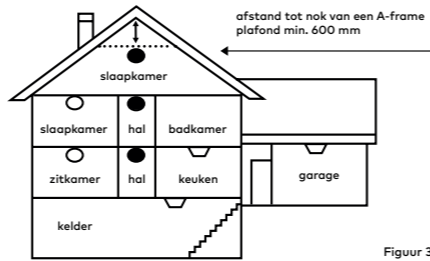 afstand tot nok van een A-frame
plafond min. 600 mm
slaapkamer
slaapkamer
hal
badkamer
zitkamer
hal
keuken
garage
kelder
Figuur 3